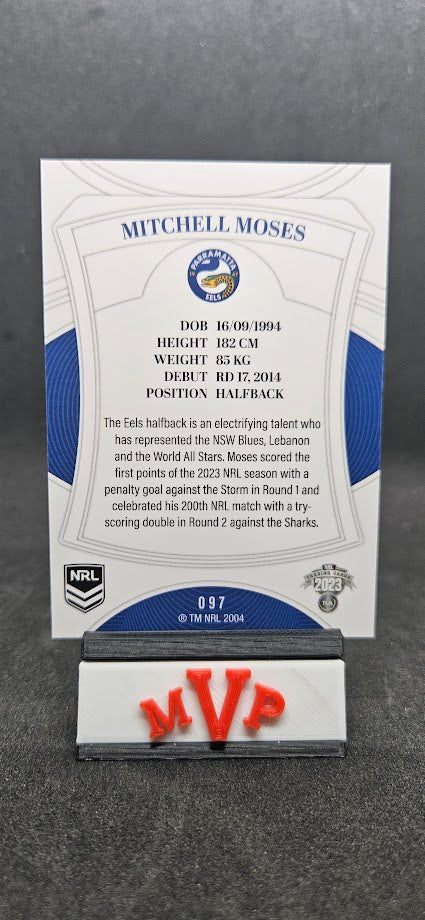 MITCHELL MOSES
PARRAMATTA
EELS
DOB 16/09/1994
HEIGHT 182 CM
WEIGHT 85 KG
DEBUT RD 17, 2014
POSITION HALFBACK
The Eels halfback is an electrifying talent who
has represented the NSW Blues, Lebanon
and the World All Stars. Moses scored the
first points of the 2023 NRL season with a
penalty goal against the Storm in Round 1 and
celebrated his 200th NRL match with a try-
scoring double in Round 2 against the Sharks.
NRL
TRADING CARDS
2023
097
® TM NRL 2004
MVP